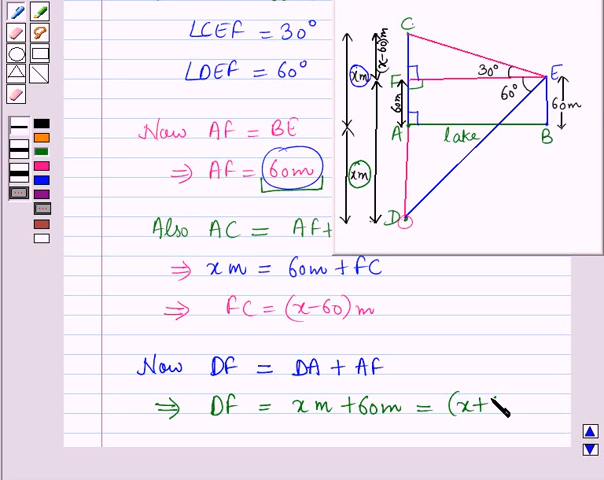 ∠CEF = 30°
∠DEF = 60°
Now AF = BE
⇒ AF = 60m
Also AC = AF+
⇒ x m = 60m + FC
⇒ FC = (x-60) m
Now DF = DA + AF
⇒ DF = x m + 60m = (x+
C
xm
(x-60)m
F
30°
E
60°
60m
60m
A
lake
B
xm
D